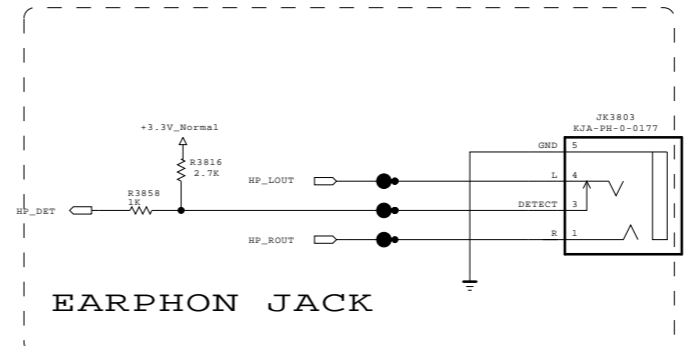 JK3803
KJA-PH-0-0177
+3.3V_Normal
GND 5
R3816
2.7K
HP_LOUT L 4
R3858
1K
HP_DET DETECT 3
HP_ROUT R 1
EARPHON JACK